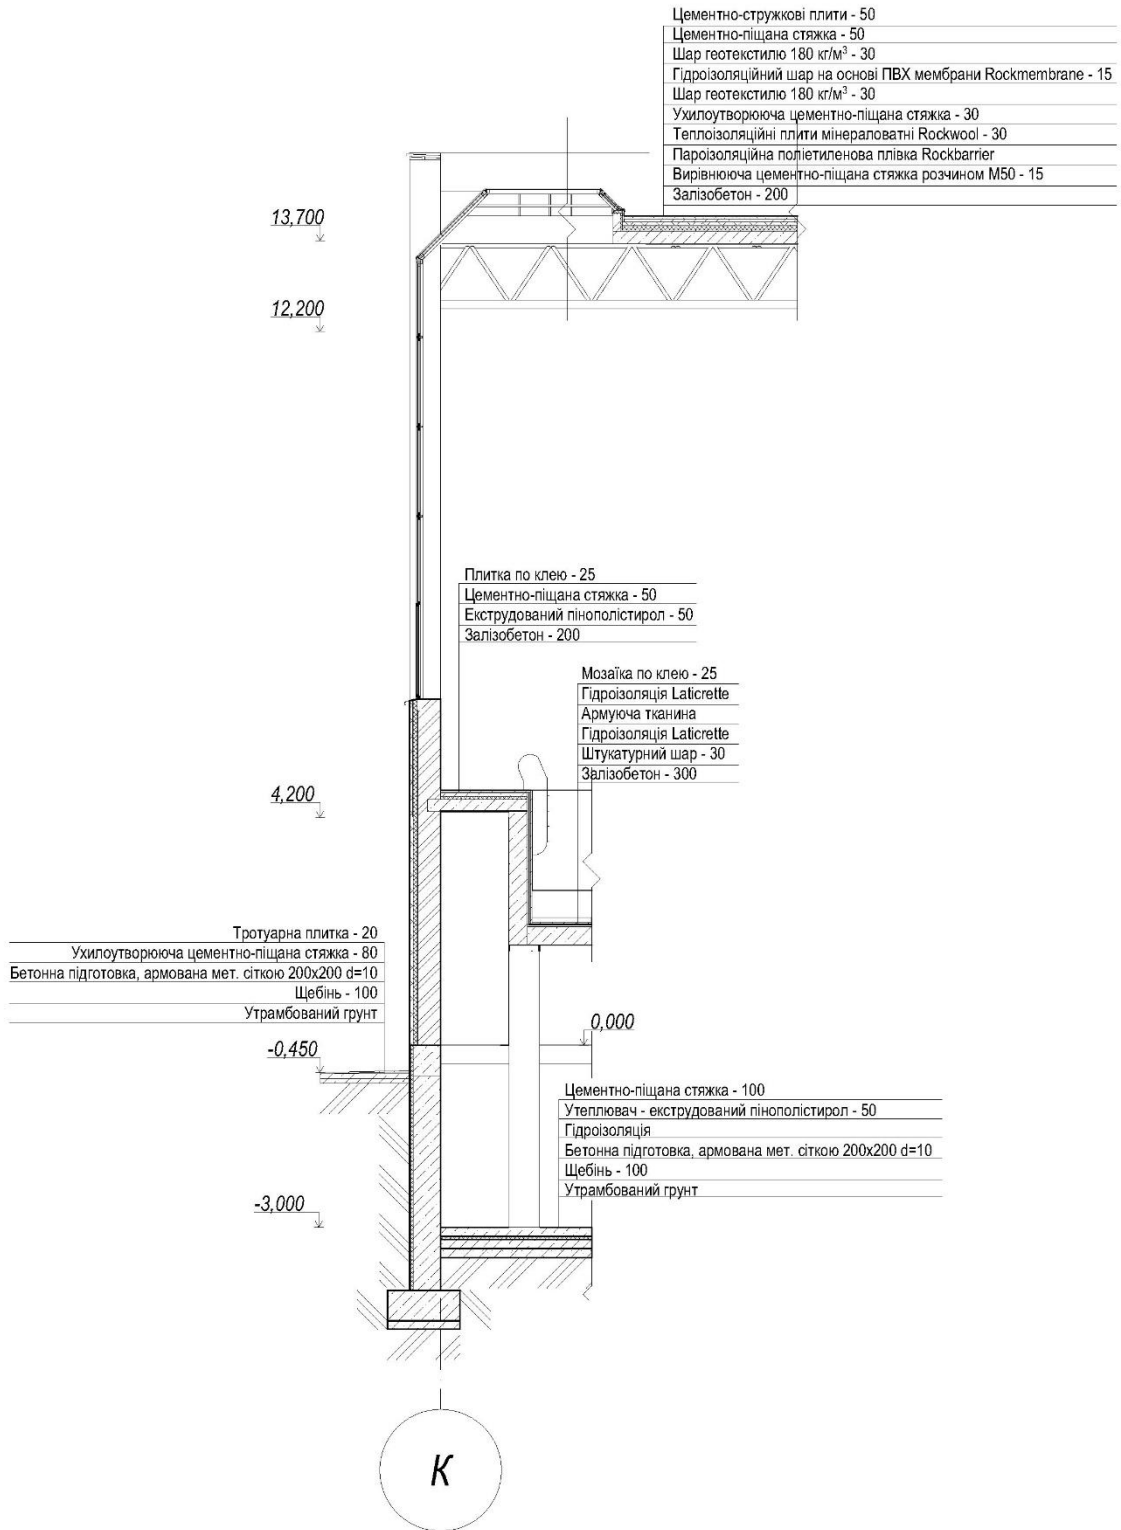 Цементно-стружкові плити - 50
Цементно-піщана стяжка - 50
Шар геотекстилю 180 кг/м³ - 30
Гідроізоляційний шар на основі ПВХ мембрани Rockmembrane - 15
Шар геотекстилю 180 кг/м³ - 30
Ухилоутворююча цементно-піщана стяжка - 30
Теплоізоляційні плити мінераловатні Rockwool - 30
Пароізоляційна поліетиленова плівка Rockbarrier
Вирівнююча цементно-піщана стяжка розчином М50 - 15
Залізобетон - 200
13,700
12,200
Плитка по клею - 25
Цементно-піщана стяжка - 50
Екструдований пінополістирол - 50
Залізобетон - 200
Мозаїка по клею - 25
Гідроізоляція Laticrette
Армуюча тканина
Гідроізоляція Laticrette
Штукатурний шар - 30
Залізобетон - 300
4,200
Тротуарна плитка - 20
Ухилоутворююча цементно-піщана стяжка - 80
Бетонна підготовка, армована мет. сіткою 200х200 d=10
Щебінь - 100
Утрамбований грунт
0,000
-0,450
Цементно-піщана стяжка - 100
Утеплювач - екструдований пінополістирол - 50
Гідроізоляція
Бетонна підготовка, армована мет. сіткою 200х200 d=10
Щебінь - 100
Утрамбований грунт
-3,000
К